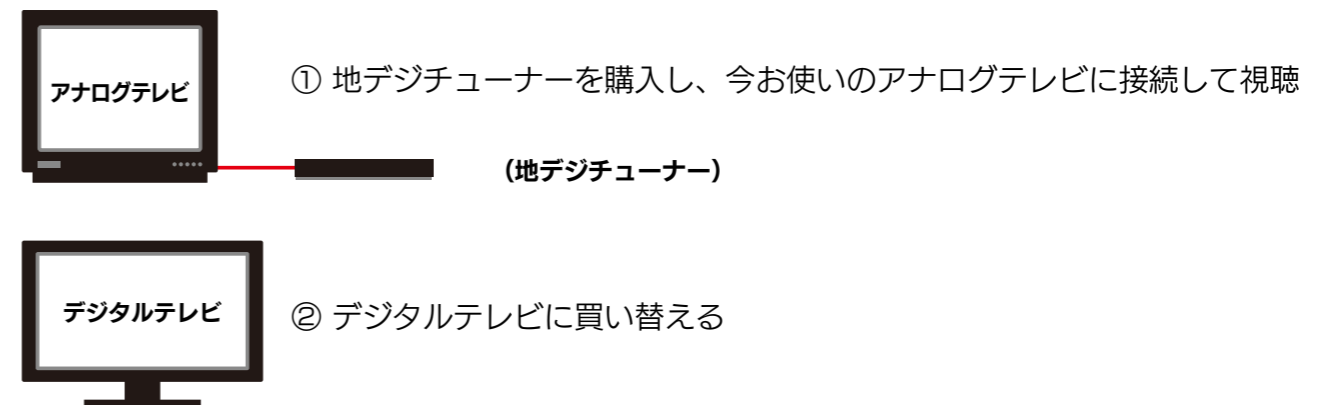 アナログテレビ
① 地デジチューナーを購入し、今お使いのアナログテレビに接続して視聴
（地デジチューナー）
デジタルテレビ
② デジタルテレビに買い替える